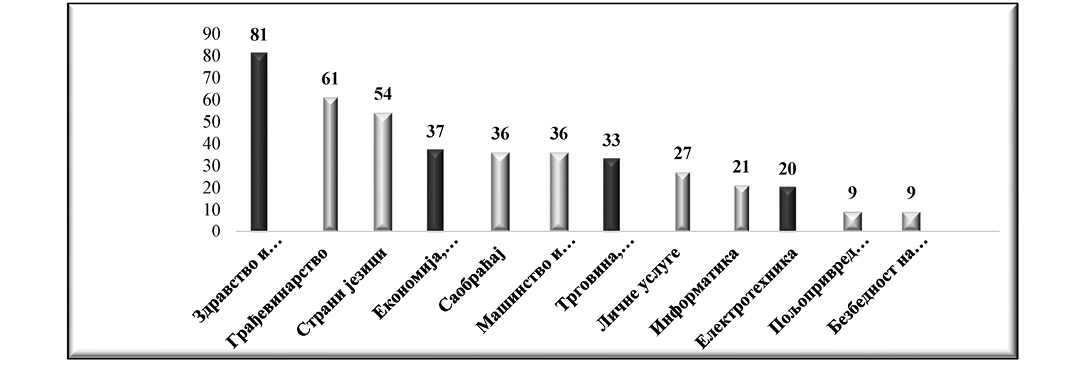 90
80
70
60
50
40
30
20
10
0
81
61
54
37
36
36
33
27
21
20
9
9
Здравство и…
Грађевинарство
Страни језици
Економија,…
Саобраћај
Машинство и…
Трговина,…
Личне услуге
Информатика
Електротехника
Пољопривред…
Безбедност на…